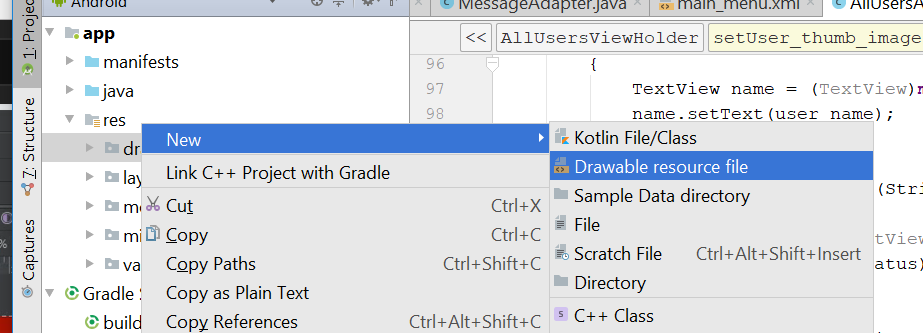 Android
MessageAdapter.java
main_menu.xml
AllUsersA
1: Project
app
<<
AllUsersViewHolder
setUser_thumb_image
manifests
96
{
java
97
TextView name = (TextView)m
res
98
name.setText(user_name);
7: Structure
dr
New
Kotlin File/Class
lay
Link C++ Project with Gradle
Drawable resource file
me
Cut
Ctrl+X
Sample Data directory
(Stri
mi
Copy
Ctrl+C
File
Captures
va
Copy Paths
Ctrl+Shift+C
Scratch File
Ctrl+Alt+Shift+Insert
tView
tatus)
Gradle S
Copy as Plain Text
Directory
build
Copy References
Ctrl+Alt+Shift+C
C++ Class